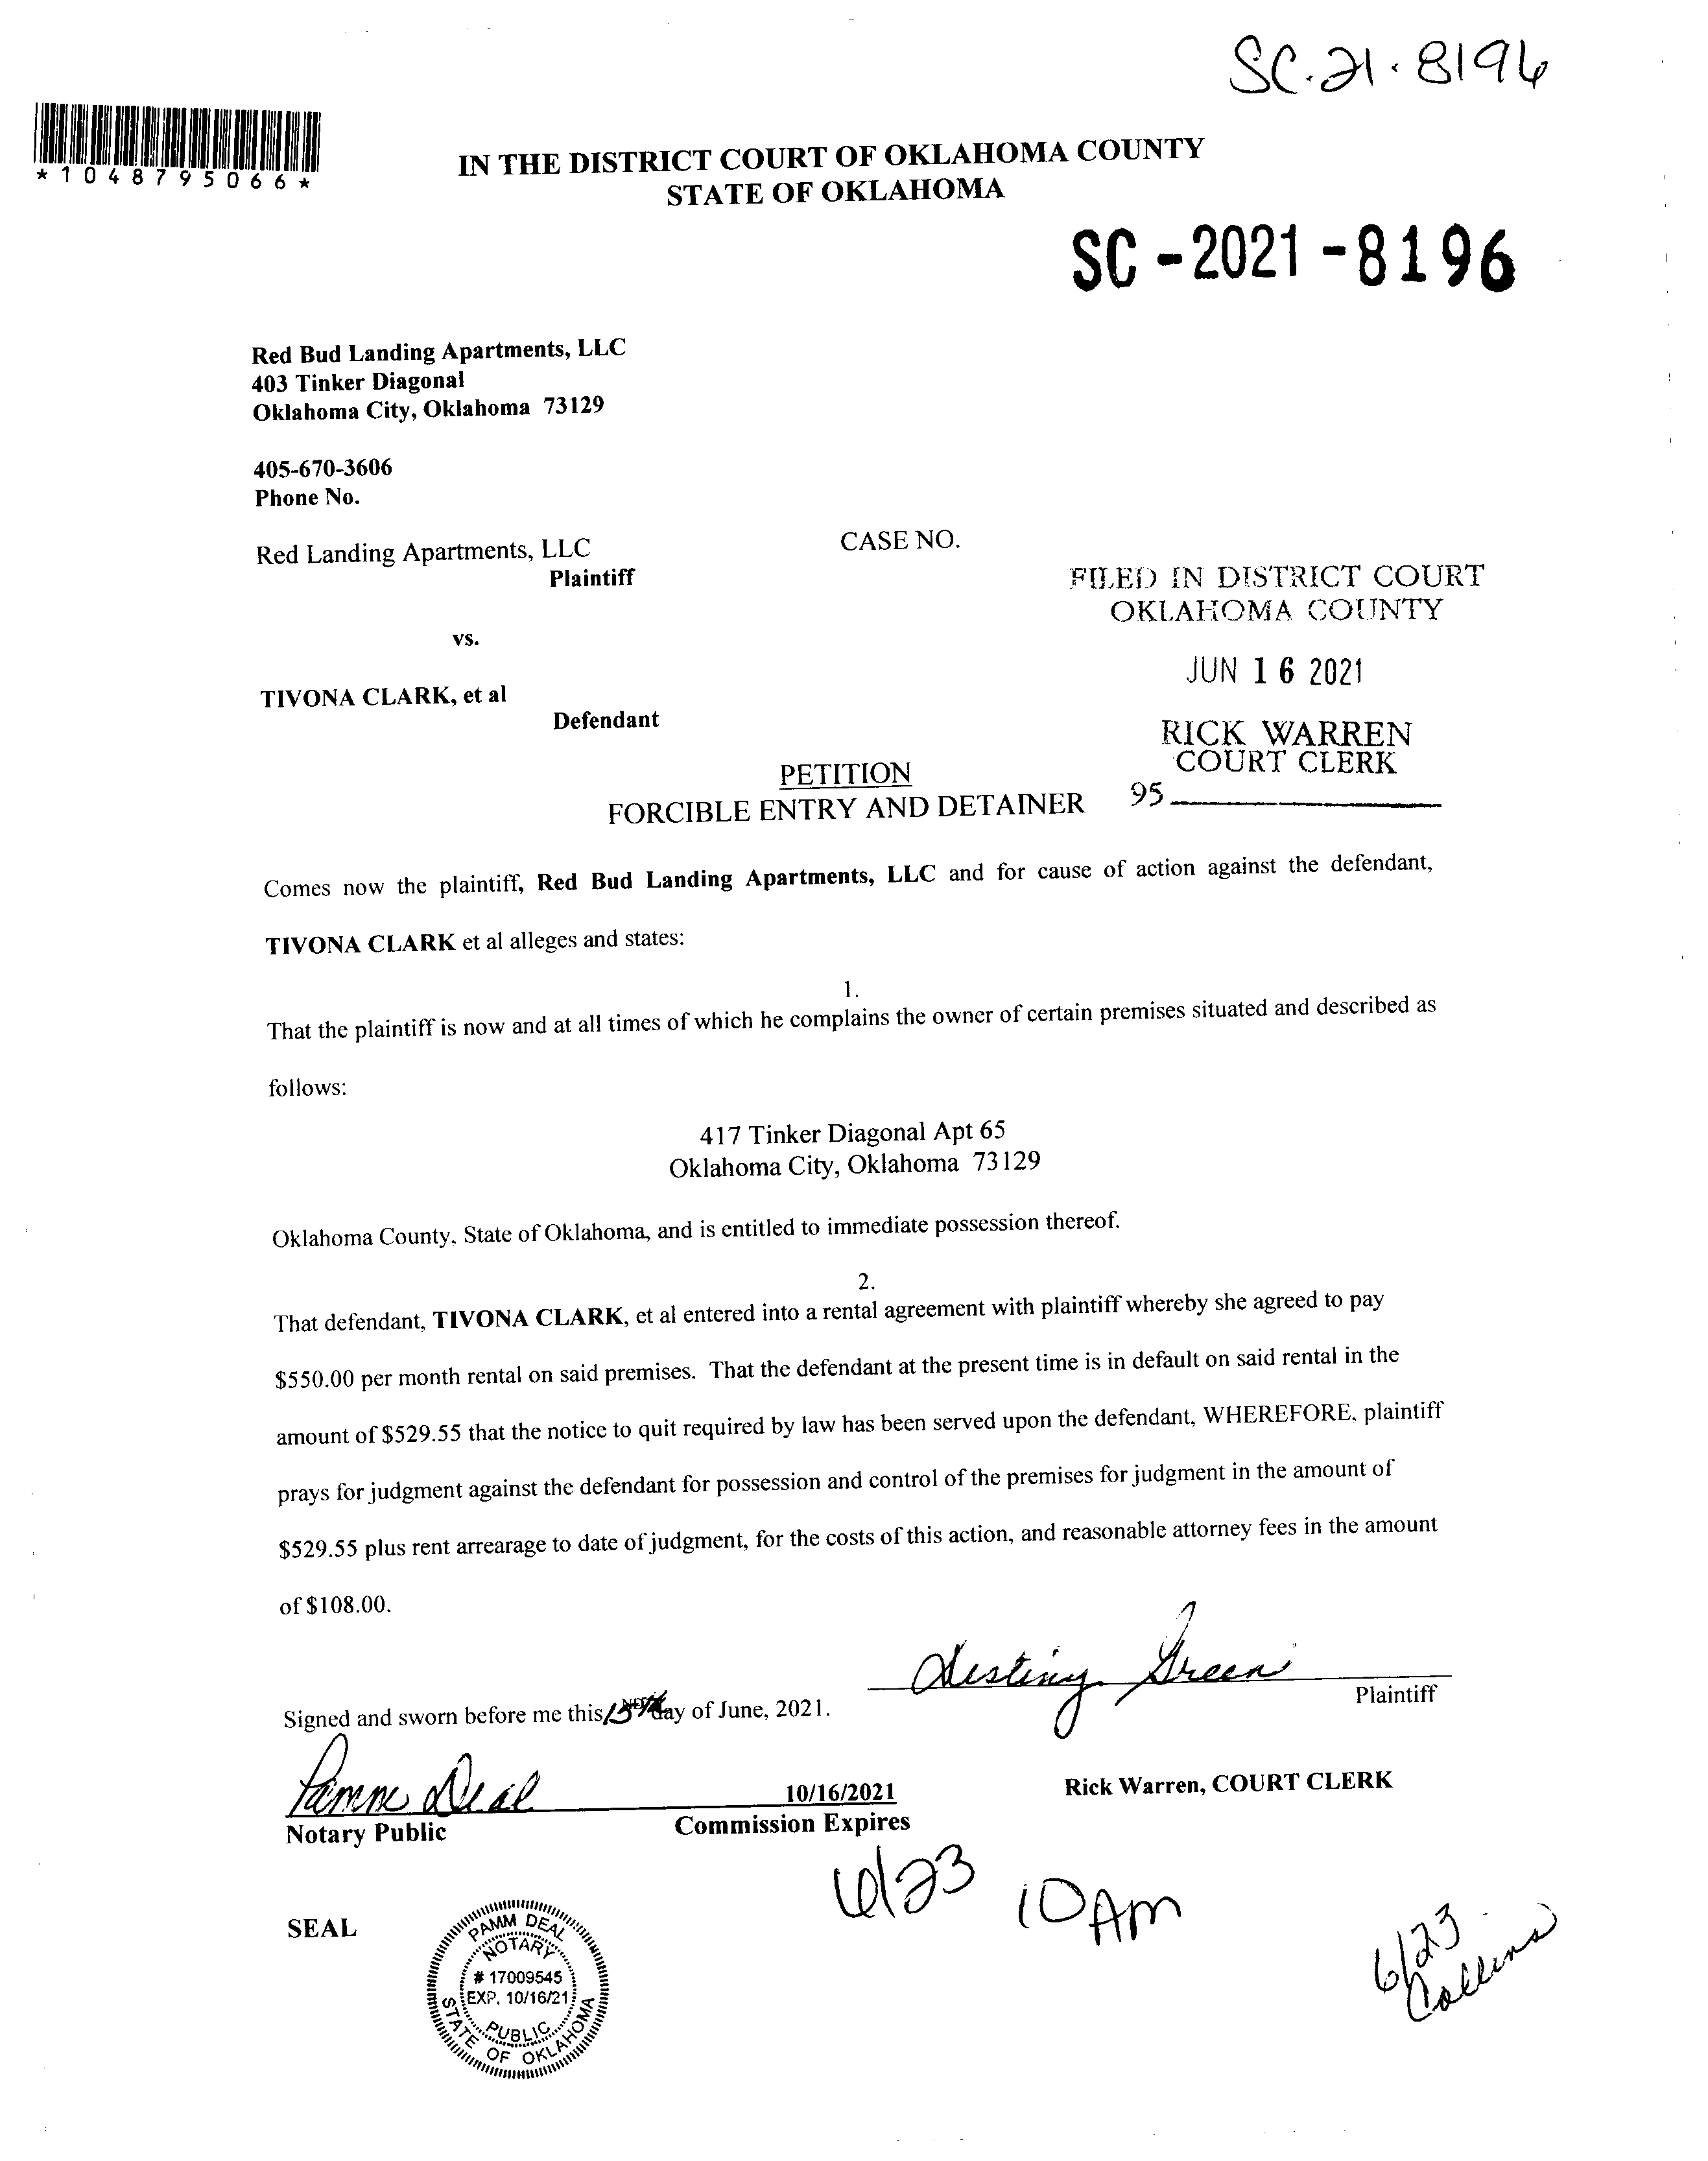 SC.21.8196
*1048795066*
IN THE DISTRICT COURT OF OKLAHOMA COUNTY
STATE OF OKLAHOMA
SC-2021-8196
Red Bud Landing Apartments, LLC
403 Tinker Diagonal
Oklahoma City, Oklahoma 73129
405-670-3606
Phone No.
Red Landing Apartments, LLC
CASE NO.
Plaintiff
FILED IN DISTRICT COURT
OKLAHOMA COUNTY
vs.
JUN 16 2021
TIVONA CLARK, et al
Defendant
RICK WARREN
COURT CLERK
PETITION
95
FORCIBLE ENTRY AND DETAINER
Comes now the plaintiff, Red Bud Landing Apartments, LLC and for cause of action against the defendant,
TIVONA CLARK et al alleges and states:
1.
That the plaintiff is now and at all times of which he complains the owner of certain premises situated and described as
follows:
417 Tinker Diagonal Apt 65
Oklahoma City, Oklahoma 73129
Oklahoma County, State of Oklahoma, and is entitled to immediate possession thereof.
2.
That defendant, TIVONA CLARK, et al entered into a rental agreement with plaintiff whereby she agreed to pay
$550.00 per month rental on said premises. That the defendant at the present time is in default on said rental in the
amount of $529.55 that the notice to quit required by law has been served upon the defendant, WHEREFORE, plaintiff
prays for judgment against the defendant for possession and control of the premises for judgment in the amount of
$529.55 plus rent arrearage to date of judgment, for the costs of this action, and reasonable attorney fees in the amount
of $108.00.
Destiny Green
Plaintiff
Signed and sworn before me this 15th day of June, 2021.
Pamm Deal
10/16/2021
Rick Warren, COURT CLERK
Notary Public
Commission Expires
6/23 10AM
6/23
Collins
SEAL
PAMM DEAL
NOTARY
# 17009545
EXP. 10/16/21
PUBLIC
STATE OF OKLAHOMA